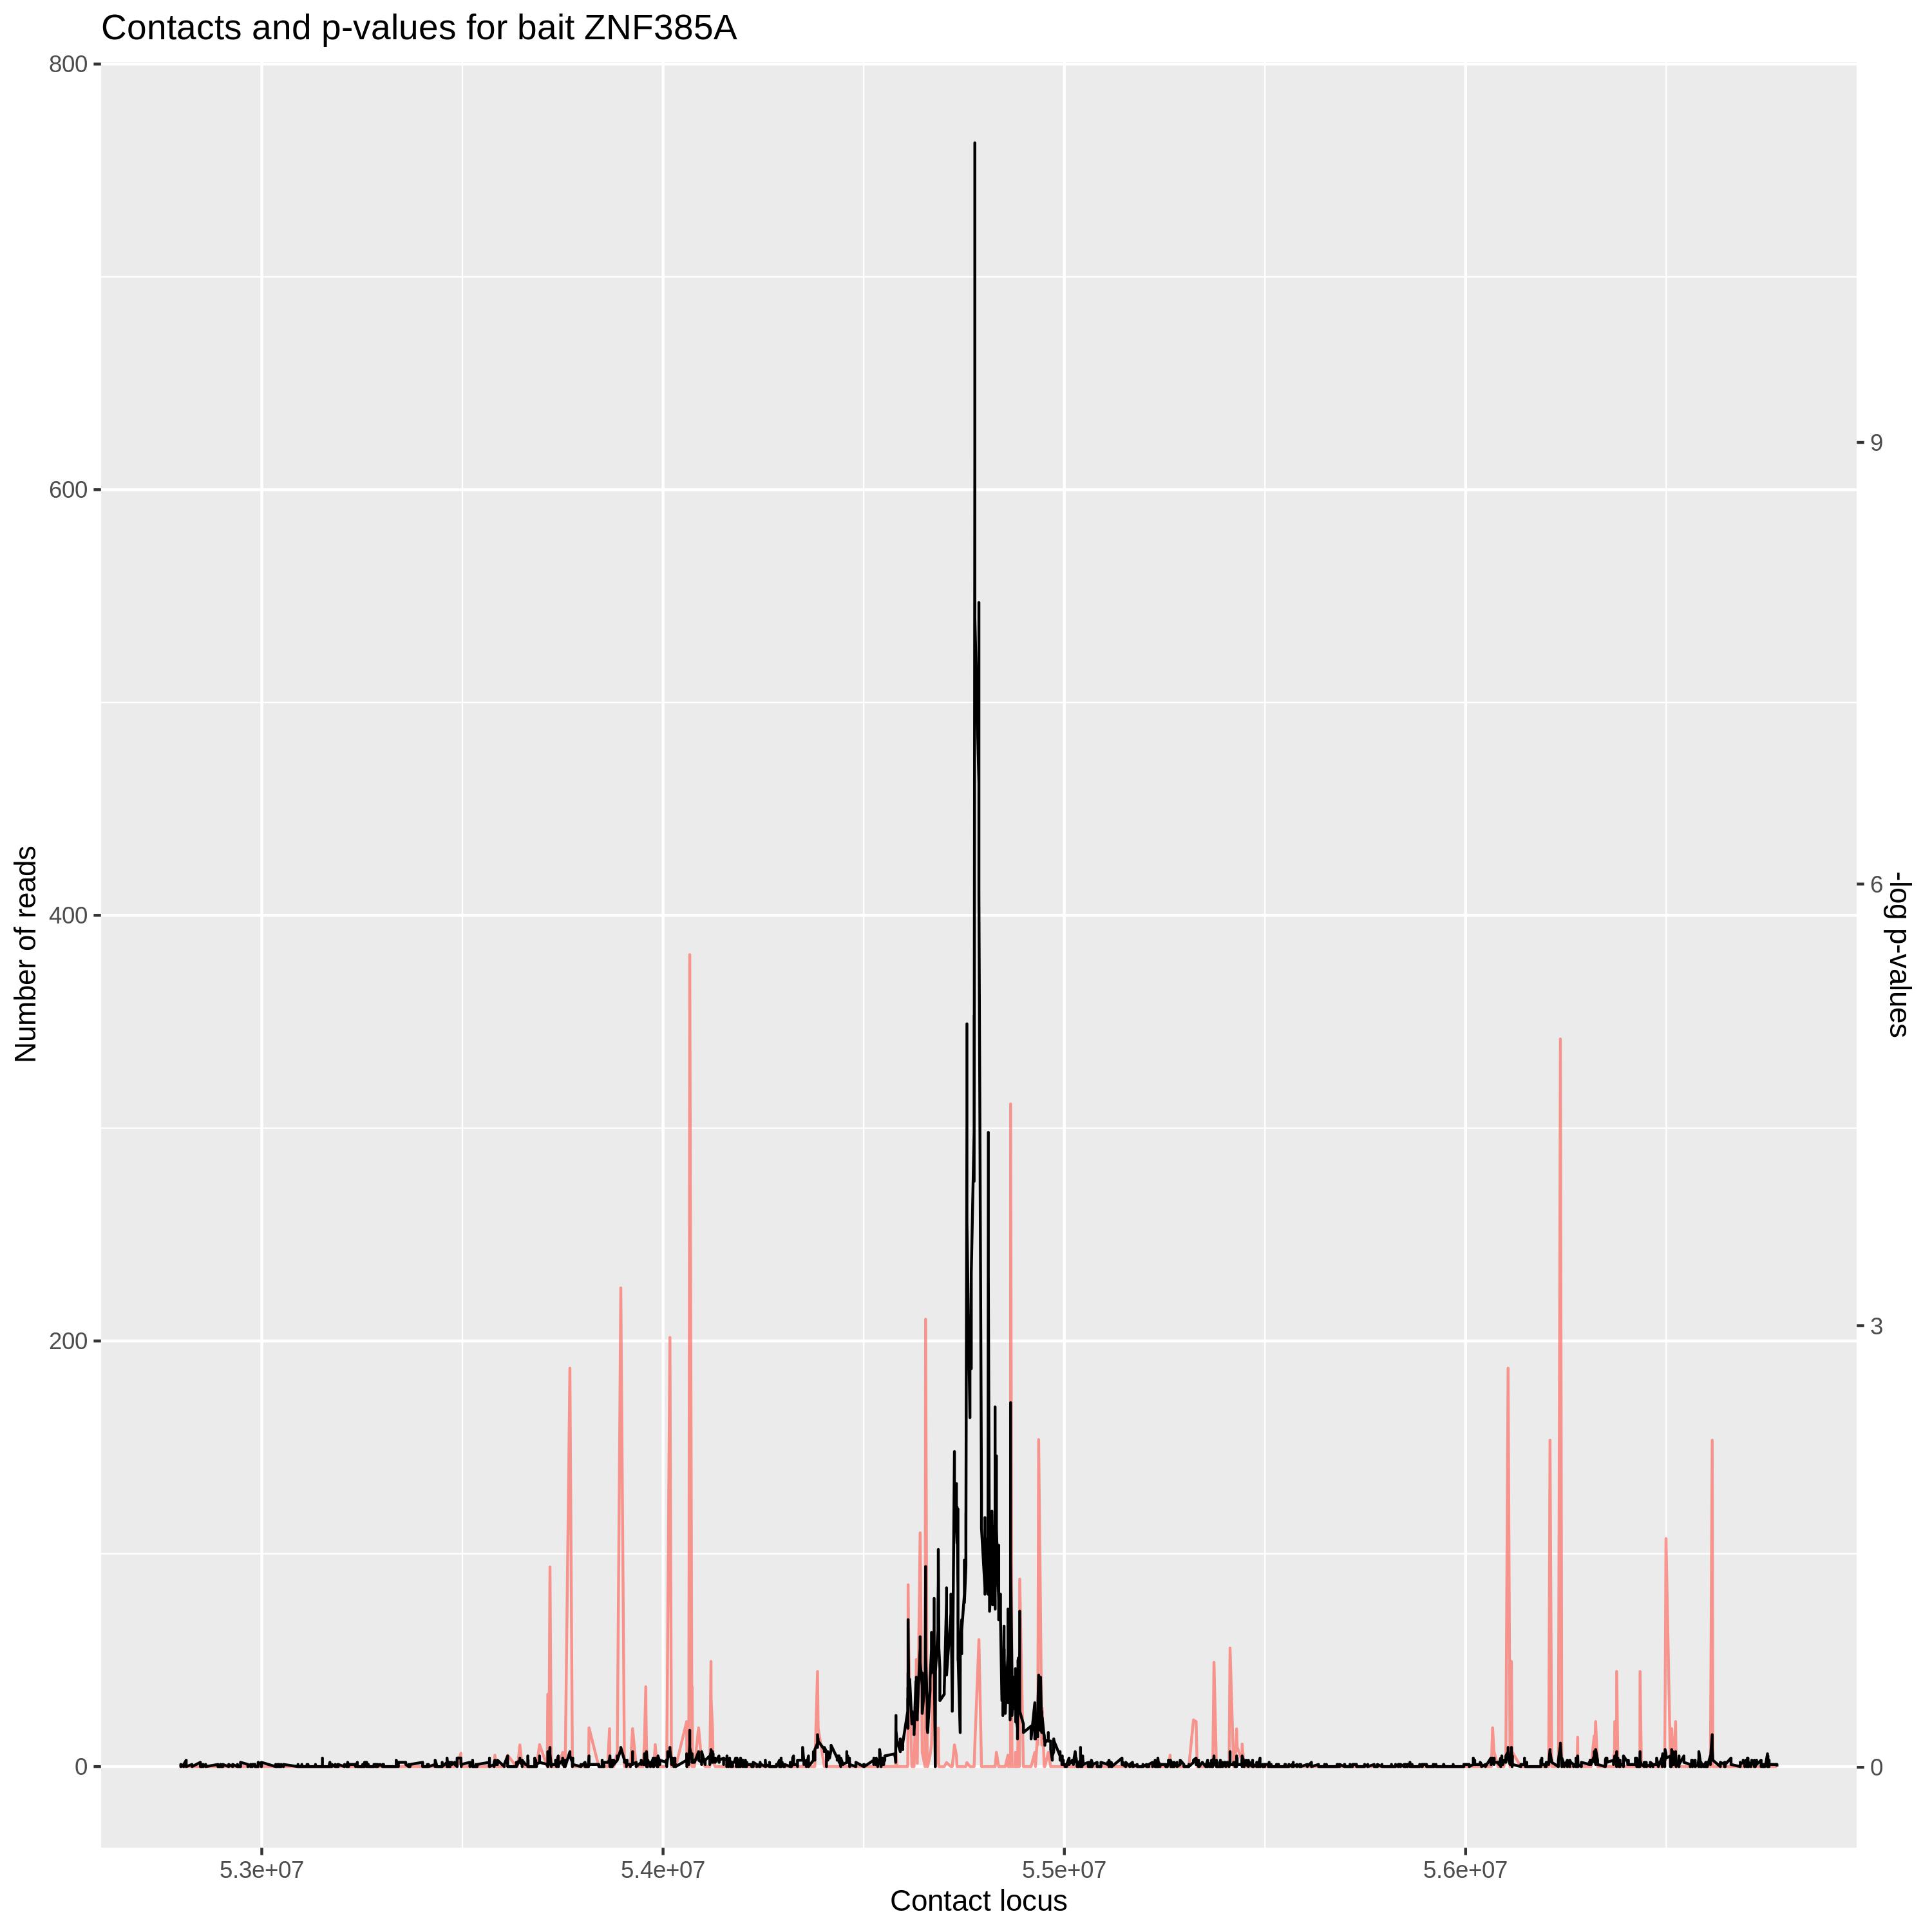 Contacts and p-values for bait ZNF385A
800
600
400
200
0
Number of reads
9
6
3
0
-log p-values
5.3e+07
5.4e+07
5.5e+07
5.6e+07
Contact locus